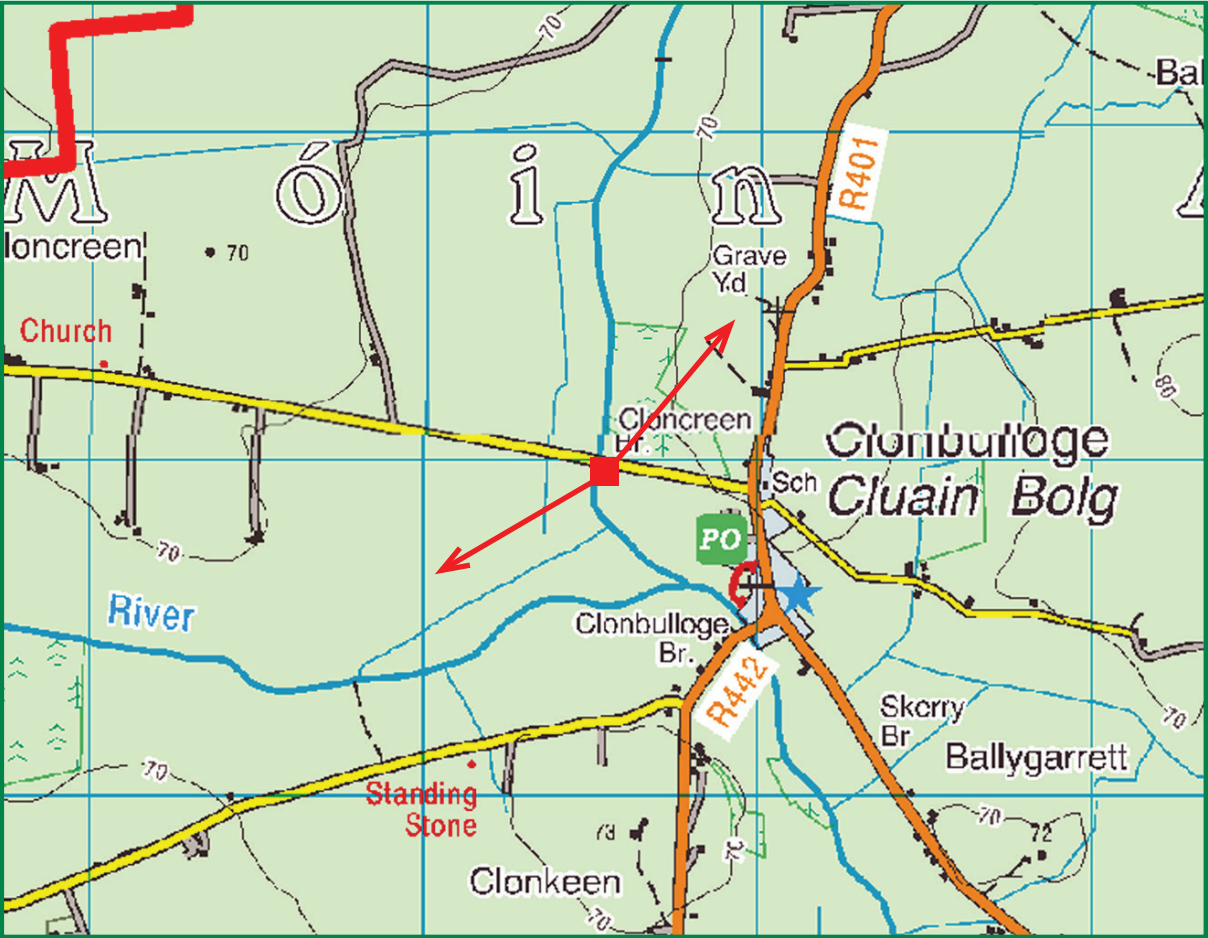 70
70
Bal
R401
M ó i n
loncreen
70
Grave
Yd
Church
80
Cloncreen
Br.
Clonbulloge
Cluain Bolg
Sch
PO
70
River
Clonbulloge
Br.
R442
Skerry
Br
70
Ballygarrett
70
Standing
Stone
73
70
70
72
Clonkeen
70